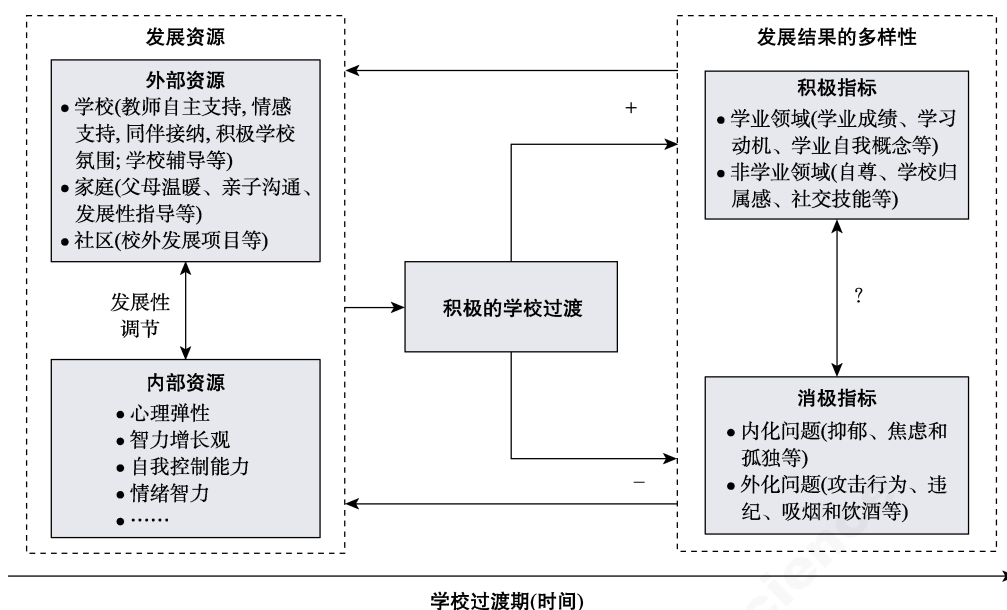 发展资源
外部资源
● 学校(教师自主支持, 情感
支持, 同伴接纳, 积极学校
氛围; 学校辅导等)
● 家庭(父母温暖、亲子沟通、
发展性指导等)
● 社区(校外发展项目等)
发展性
调节
内部资源
● 心理弹性
● 智力增长观
● 自我控制能力
● 情绪智力
● ……
积极的学校过渡
+
−
发展结果的多样性
积极指标
● 学业领域(学业成绩、学习
动机、学业自我概念等)
● 非学业领域(自尊、学校归
属感、社交技能等)
?
消极指标
● 内化问题(抑郁、焦虑和
孤独等)
● 外化问题(攻击行为、违
纪、吸烟和饮酒等)
学校过渡期(时间)